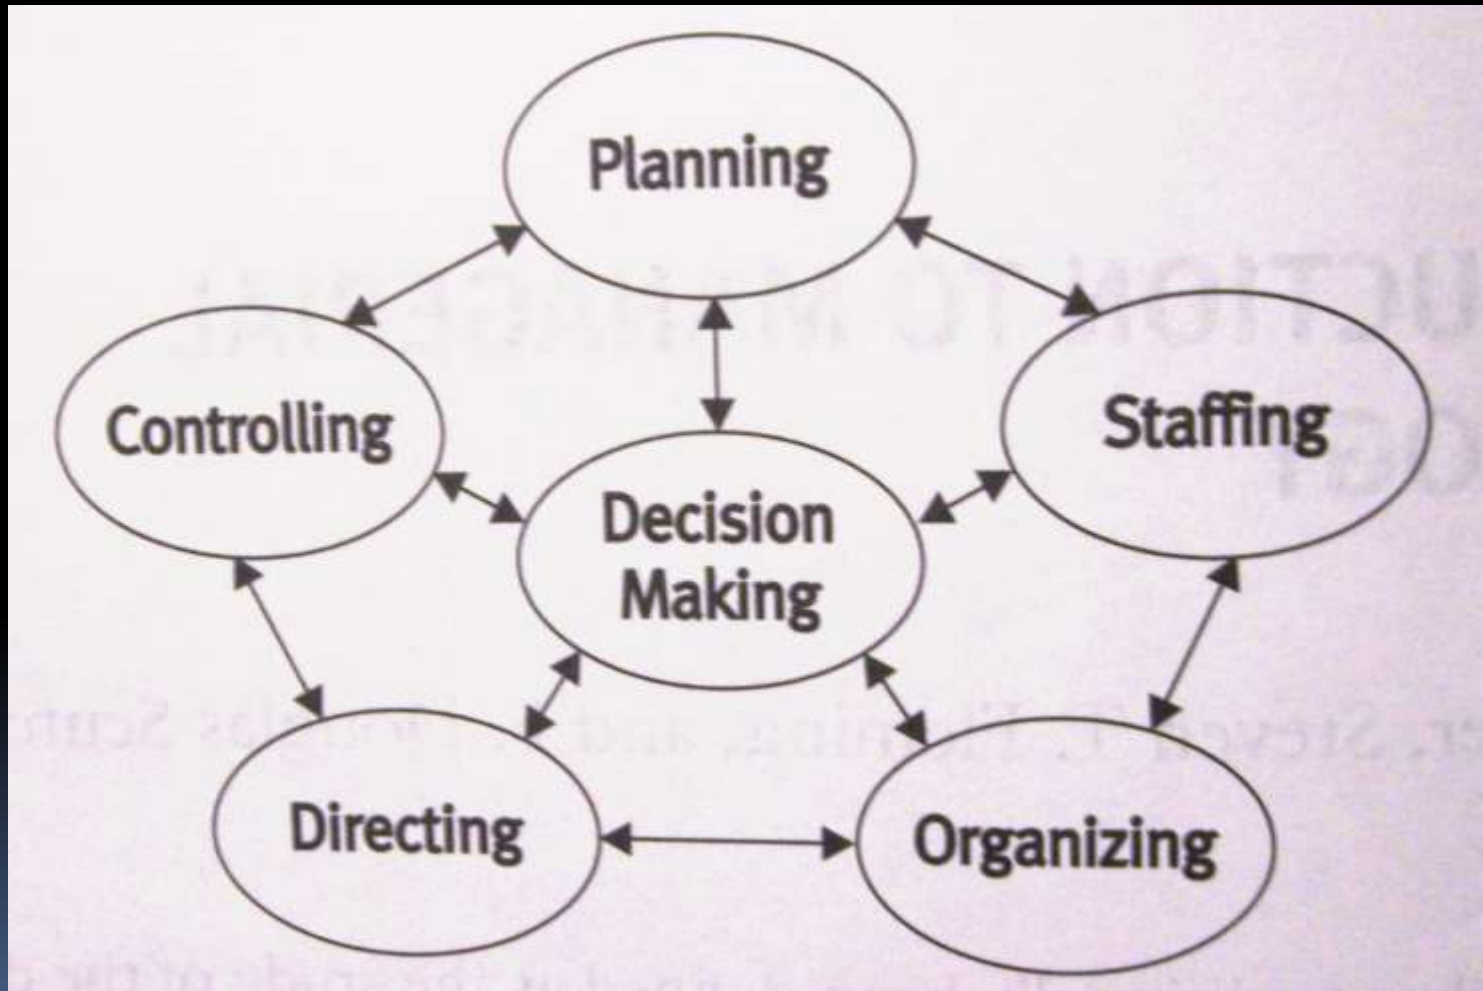 Planning
Controlling
Staffing
Decision
Making
Directing
Organizing